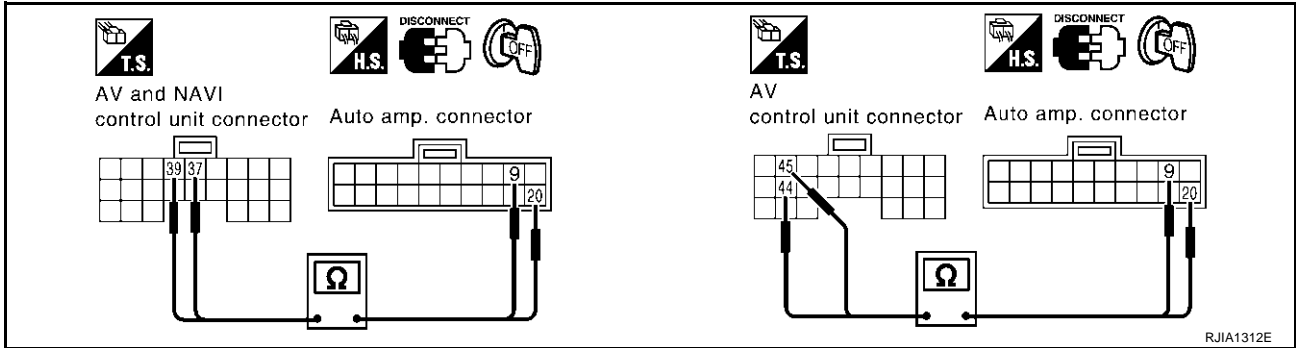 T.S.
H.S.
DISCONNECT
OFF
AV and NAVI
control unit connector
Auto amp. connector
39 37
9
20
Ω
T.S.
H.S.
DISCONNECT
OFF
AV
control unit connector
Auto amp. connector
45
44
9
20
Ω
RJIA1312E